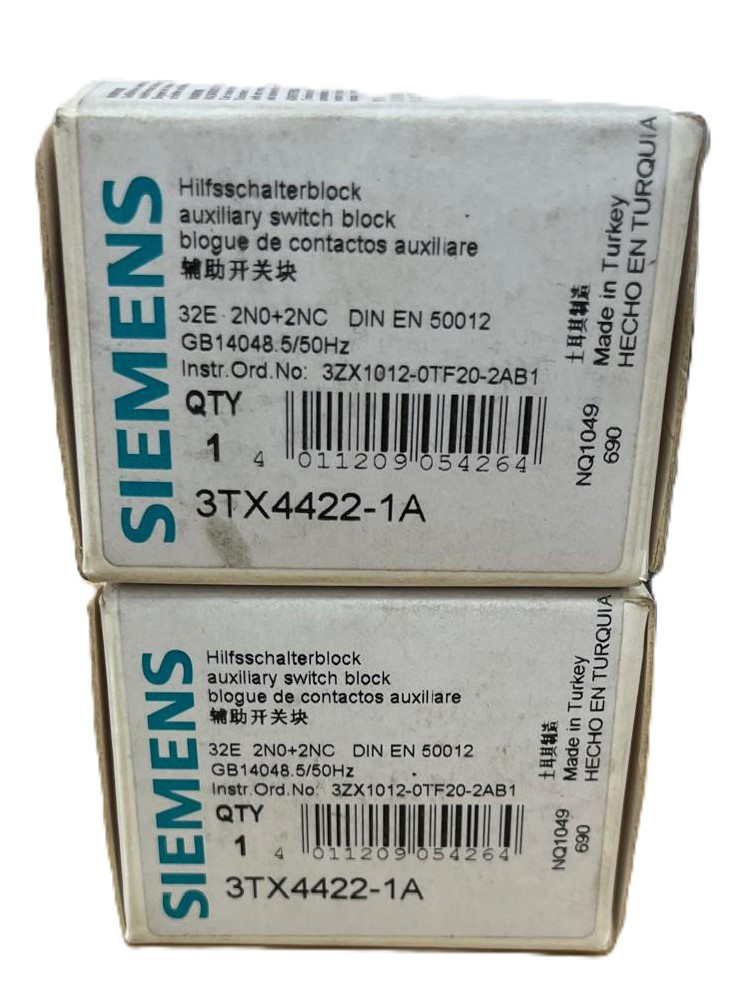 SIEMENS
Hilfsschalterblock
auxiliary switch block
blogue de contactos auxiliare
辅助开关块
32E 2N0+2NC DIN EN 50012
GB14048.5/50Hz
Instr.Ord.No: 3ZX1012-0TF20-2AB1
QTY
1
4 011209 054264
3TX4422-1A
土耳其制造
Made in Turkey
HECHO EN TURQUIA
NQ1049
690
SIEMENS
Hilfsschalterblock
auxiliary switch block
blogue de contactos auxiliare
辅助开关块
32E 2N0+2NC DIN EN 50012
GB14048.5/50Hz
Instr.Ord.No: 3ZX1012-0TF20-2AB1
QTY
1
4 011209 054264
3TX4422-1A
土耳其制造
Made in Turkey
HECHO EN TURQUIA
NQ1049
690